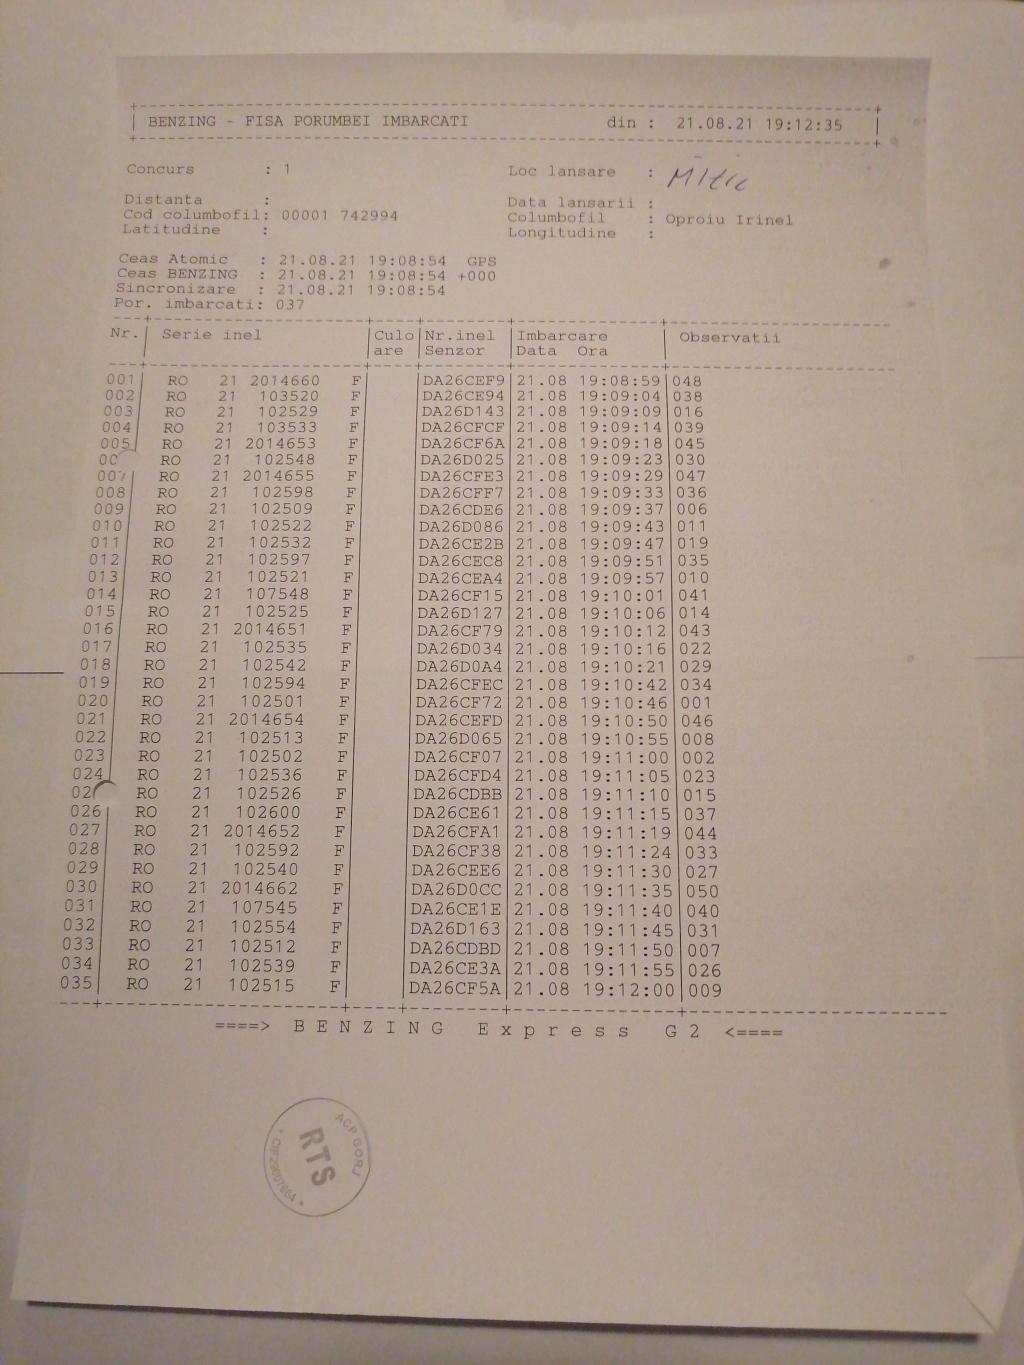 BENZING - FISA PORUMBEI IMBARCATI din : 21.08.21 19:12:35
Concurs : 1 Loc lansare :
Distanta : Data lansarii :
Cod columbofil: 00001 742994 Columbofil : Oproiu Irinel
Latitudine : Longitudine :
Ceas Atomic : 21.08.21 19:08:54 GPS
Ceas BENZING : 21.08.21 19:08:54 +000
Sincronizare : 21.08.21 19:08:54
Por. imbarcati: 037
Nr. Serie inel Culo Nr.inel Imbarcare Observatii
are Senzor Data Ora
001 RO 21 2014660 F DA26CEF9 21.08 19:08:59 048
002 RO 21 103520 F DA26CE94 21.08 19:09:04 038
003 RO 21 102529 F DA26D143 21.08 19:09:09 016
004 RO 21 103533 F DA26CFCF 21.08 19:09:14 039
005 RO 21 2014653 F DA26CF6A 21.08 19:09:18 045
00 RO 21 102548 F DA26D025 21.08 19:09:23 030
007 RO 21 2014655 F DA26CFE3 21.08 19:09:29 047
008 RO 21 102598 F DA26CFF7 21.08 19:09:33 036
009 RO 21 102509 F DA26CDE6 21.08 19:09:37 006
010 RO 21 102522 F DA26D086 21.08 19:09:43 011
011 RO 21 102532 F DA26CE2B 21.08 19:09:47 019
012 RO 21 102597 F DA26CEC8 21.08 19:09:51 035
013 RO 21 102521 F DA26CEA4 21.08 19:09:57 010
014 RO 21 107548 F DA26CF15 21.08 19:10:01 041
015 RO 21 102525 F DA26D127 21.08 19:10:06 014
016 RO 21 2014651 F DA26CF79 21.08 19:10:12 043
017 RO 21 102535 F DA26D034 21.08 19:10:16 022
018 RO 21 102542 F DA26D0A4 21.08 19:10:21 029
019 RO 21 102594 F DA26CFEC 21.08 19:10:42 034
020 RO 21 102501 F DA26CF72 21.08 19:10:46 001
021 RO 21 2014654 F DA26CEFD 21.08 19:10:50 046
022 RO 21 102513 F DA26D065 21.08 19:10:55 008
023 RO 21 102502 F DA26CF07 21.08 19:11:00 002
024 RO 21 102536 F DA26CFD4 21.08 19:11:05 023
02 RO 21 102526 F DA26CDBB 21.08 19:11:10 015
026 RO 21 102600 F DA26CE61 21.08 19:11:15 037
027 RO 21 2014652 F DA26CFA1 21.08 19:11:19 044
028 RO 21 102592 F DA26CF38 21.08 19:11:24 033
029 RO 21 102540 F DA26CEE6 21.08 19:11:30 027
030 RO 21 2014662 F DA26D0CC 21.08 19:11:35 050
031 RO 21 107545 F DA26CE1E 21.08 19:11:40 040
032 RO 21 102554 F DA26D163 21.08 19:11:45 031
033 RO 21 102512 F DA26CDBD 21.08 19:11:50 007
034 RO 21 102539 F DA26CE3A 21.08 19:11:55 026
035 RO 21 102515 F DA26CF5A 21.08 19:12:00 009
====> BENZING Express G2 <====
ACP GORJ
RTS